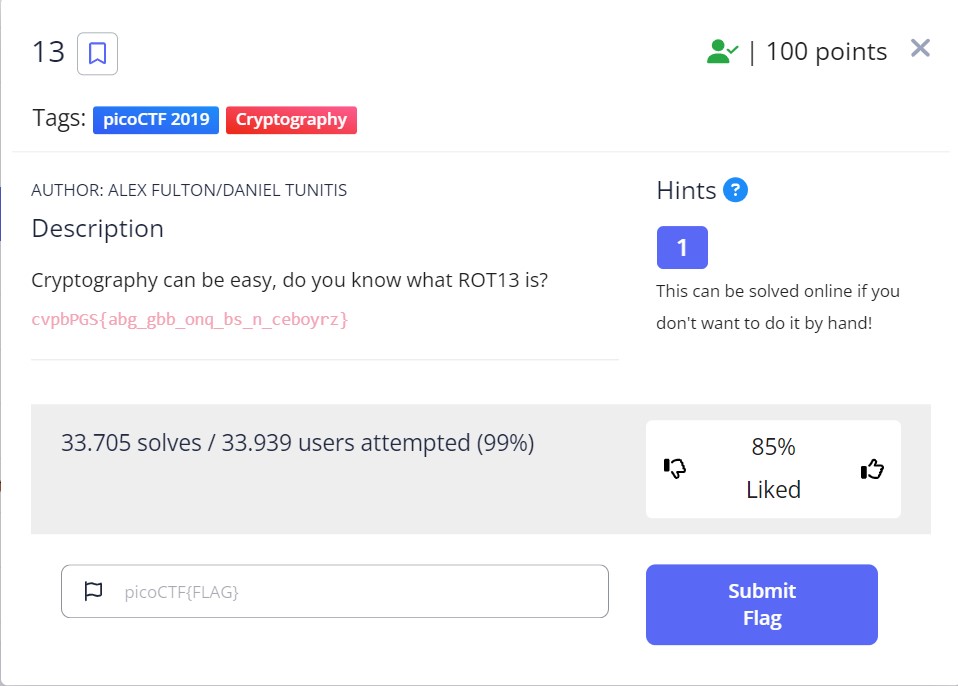 13
| 100 points
Tags: picoCTF 2019 Cryptography
AUTHOR: ALEX FULTON/DANIEL TUNITIS
Description
Cryptography can be easy, do you know what ROT13 is?
cvpbPGS{abg_gbb_onq_bs_n_ceboyrz}
Hints ?
1
This can be solved online if you
don't want to do it by hand!
33.705 solves / 33.939 users attempted (99%)
85%
Liked
picoCTF{FLAG}
Submit
Flag